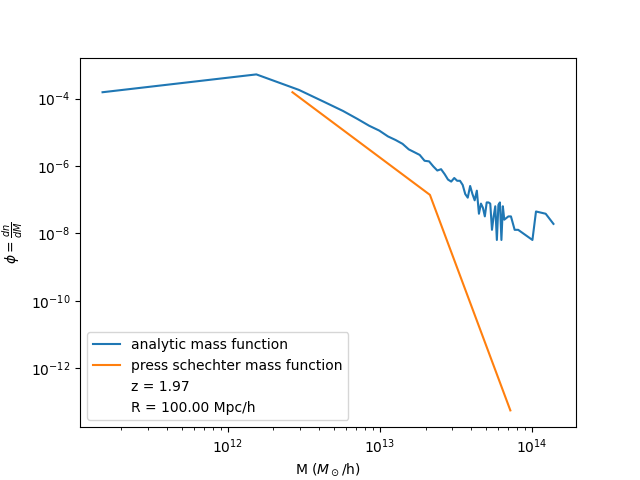 10⁻⁴
10⁻⁶
10⁻⁸
10⁻¹⁰
10⁻¹²
ϕ = dn/dM
analytic mass function
press schechter mass function
z = 1.97
R = 100.00 Mpc/h
10¹² 10¹³ 10¹⁴
M (M⊙/h)